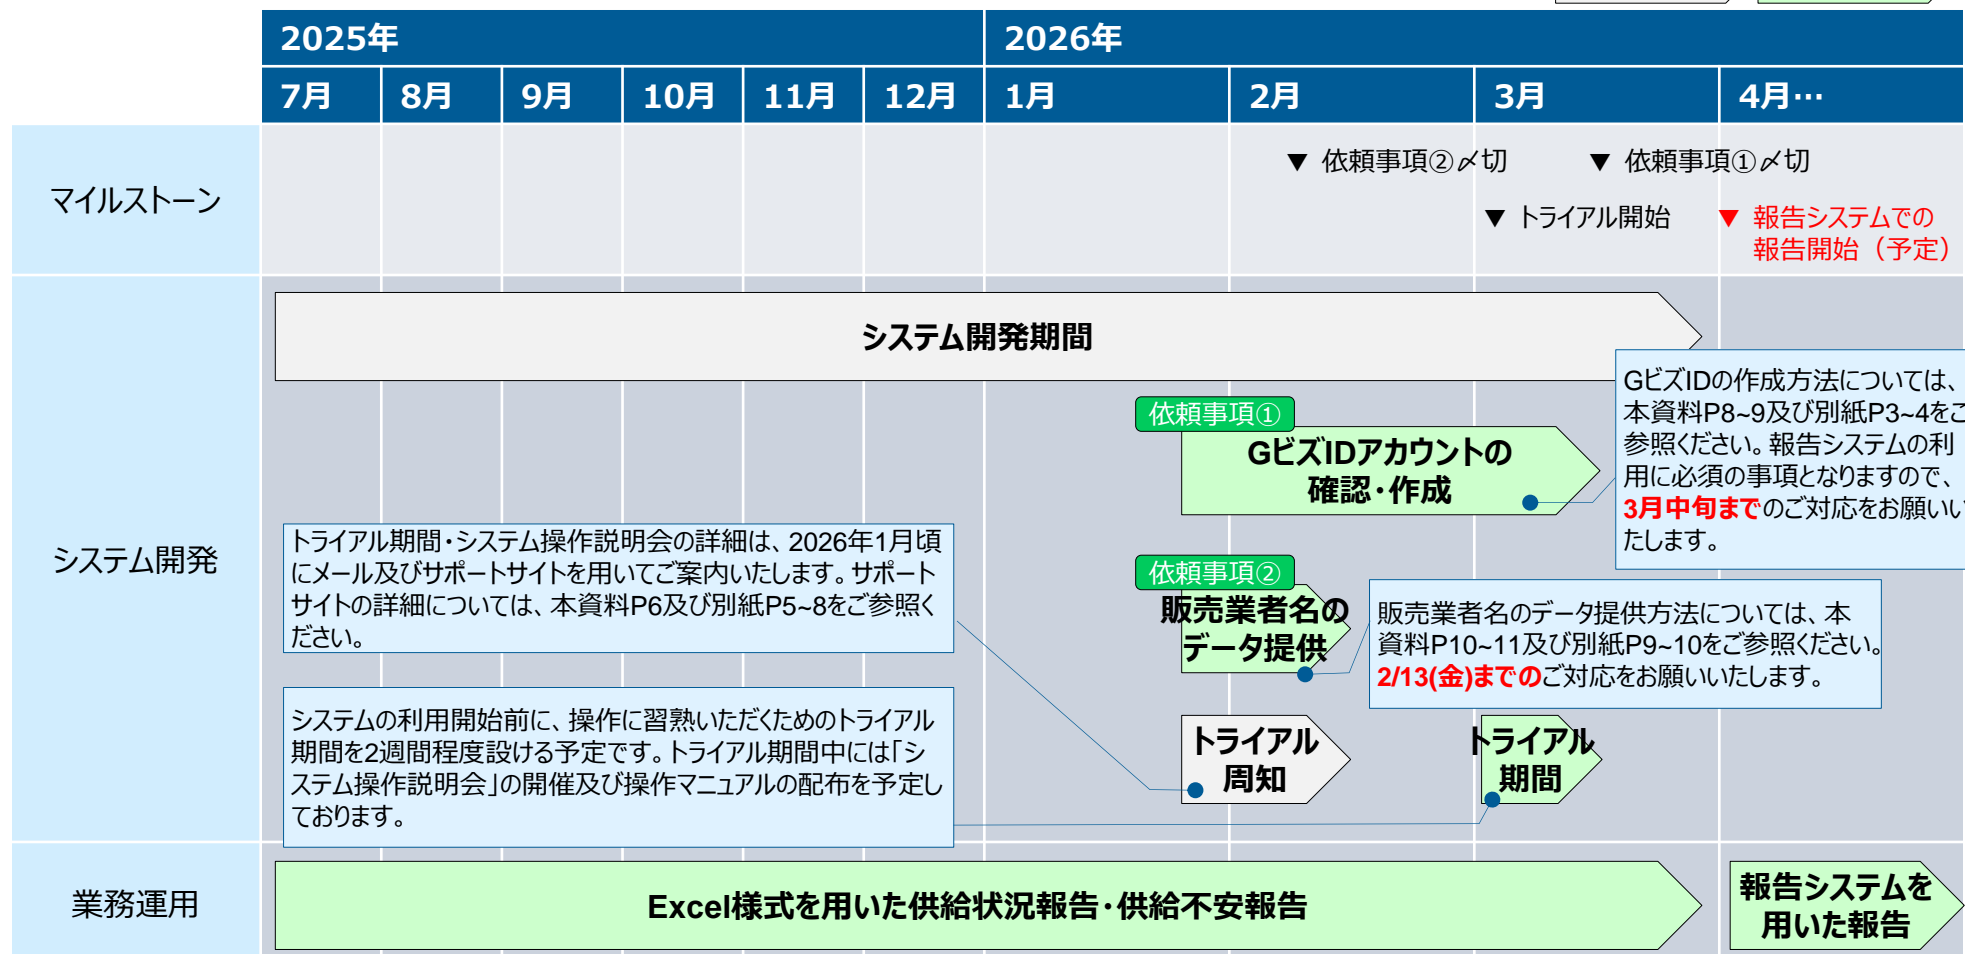 2025年
2026年
7月
8月
9月
10月
11月
12月
1月
2月
3月
4月…
マイルストーン
▼ 依頼事項②〆切
▼ 依頼事項①〆切
▼ トライアル開始
▼ 報告システムでの
報告開始（予定）
システム開発
システム開発期間
依頼事項①
GビズIDアカウントの
確認・作成
GビズIDの作成方法については、
本資料P8~9及び別紙P3~4をご
参照ください。報告システムの利
用に必須の事項となりますので、
3月中旬までのご対応をお願いい
たします。
トライアル期間・システム操作説明会の詳細は、2026年1月頃
にメール及びサポートサイトを用いてご案内いたします。サポート
サイトの詳細については、本資料P6及び別紙P5~8をご参照く
ださい。
依頼事項②
販売業者名の
データ提供
販売業者名のデータ提供方法については、本
資料P10~11及び別紙P9~10をご参照ください。
2/13(金)までのご対応をお願いいたします。
システムの利用開始前に、操作に習熟いただくためのトライアル
期間を2週間程度設ける予定です。トライアル期間中には「シ
ステム操作説明会」の開催及び操作マニュアルの配布を予定し
ております。
トライアル
周知
トライアル
期間
業務運用
Excel様式を用いた供給状況報告・供給不安報告
報告システムを
用いた報告